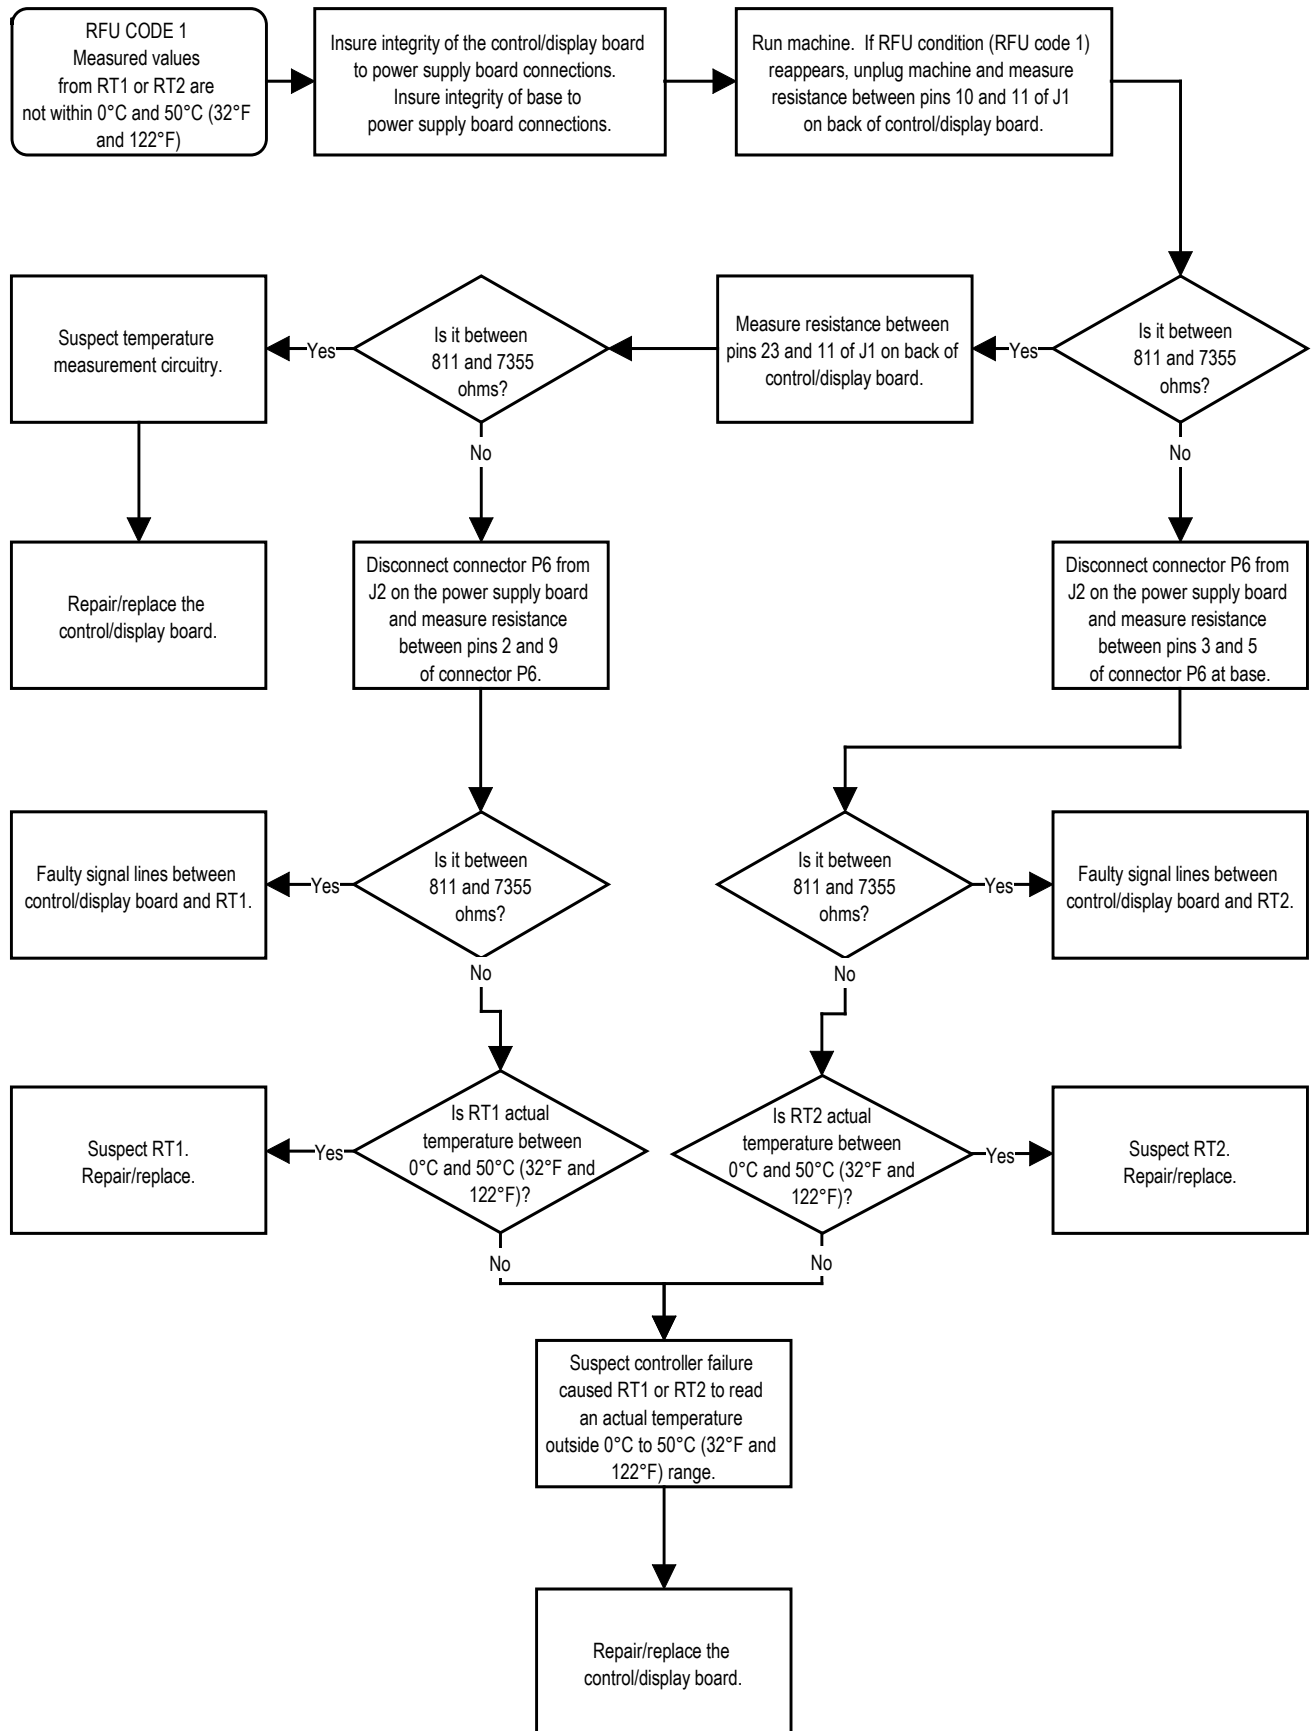 RFU CODE 1
Measured values
from RT1 or RT2 are
not within 0°C and 50°C (32°F
and 122°F)
Insure integrity of the control/display board
to power supply board connections.
Insure integrity of base to
power supply board connections.
Run machine. If RFU condition (RFU code 1)
reappears, unplug machine and measure
resistance between pins 10 and 11 of J1
on back of control/display board.
Is it between
811 and 7355
ohms?
Yes
No
Measure resistance between
pins 23 and 11 of J1 on back of
control/display board.
Is it between
811 and 7355
ohms?
Yes
No
Suspect temperature
measurement circuitry.
Repair/replace the
control/display board.
Disconnect connector P6 from
J2 on the power supply board
and measure resistance
between pins 2 and 9
of connector P6.
Disconnect connector P6 from
J2 on the power supply board
and measure resistance
between pins 3 and 5
of connector P6 at base.
Faulty signal lines between
control/display board and RT1.
Yes
Is it between
811 and 7355
ohms?
No
Is it between
811 and 7355
ohms?
Yes
No
Faulty signal lines between
control/display board and RT2.
Suspect RT1.
Repair/replace.
Yes
Is RT1 actual
temperature between
0°C and 50°C (32°F and
122°F)?
No
Is RT2 actual
temperature between
0°C and 50°C (32°F and
122°F)?
Yes
No
Suspect RT2.
Repair/replace.
Suspect controller failure
caused RT1 or RT2 to read
an actual temperature
outside 0°C to 50°C (32°F and
122°F) range.
Repair/replace the
control/display board.